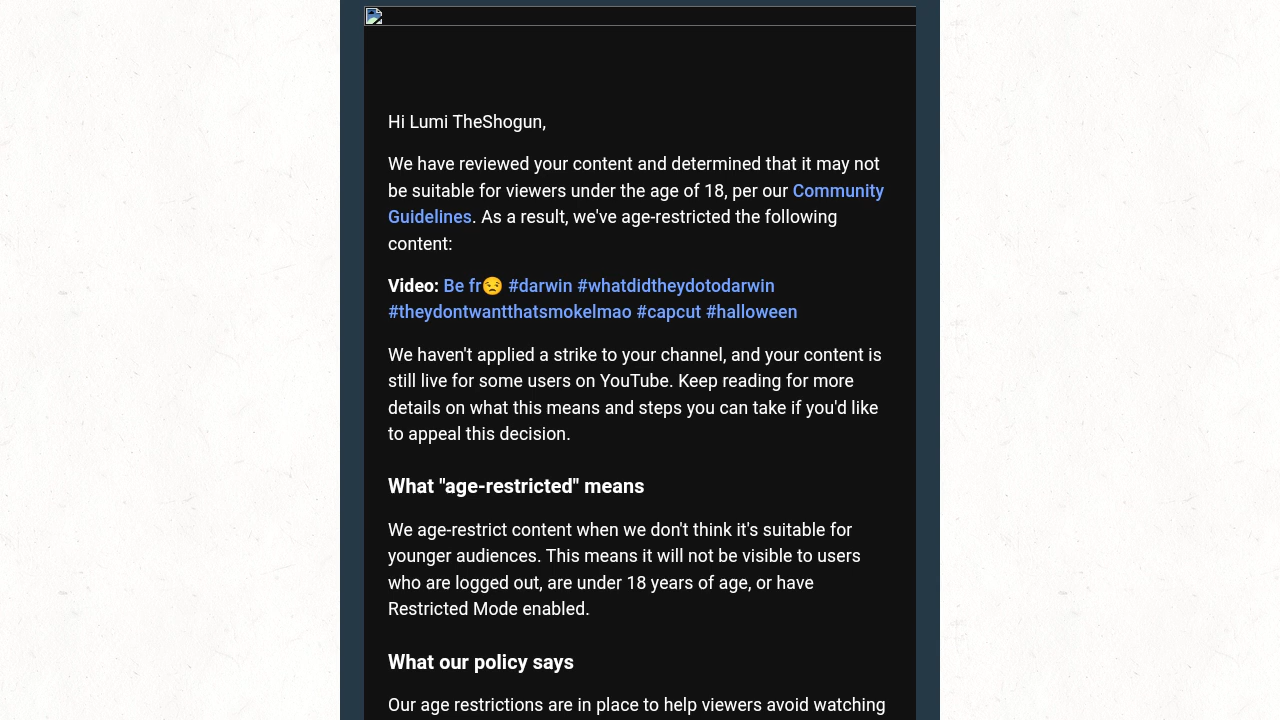 Hi Lumi TheShogun,
We have reviewed your content and determined that it may not
be suitable for viewers under the age of 18, per our Community
Guidelines. As a result, we've age-restricted the following
content:
Video: Be fr😒 #darwin #whatdidtheydotodarwin
#theydontwantthatsmokelmao #capcut #halloween
We haven't applied a strike to your channel, and your content is
still live for some users on YouTube. Keep reading for more
details on what this means and steps you can take if you'd like
to appeal this decision.
What "age-restricted" means
We age-restrict content when we don't think it's suitable for
younger audiences. This means it will not be visible to users
who are logged out, are under 18 years of age, or have
Restricted Mode enabled.
What our policy says
Our age restrictions are in place to help viewers avoid watching